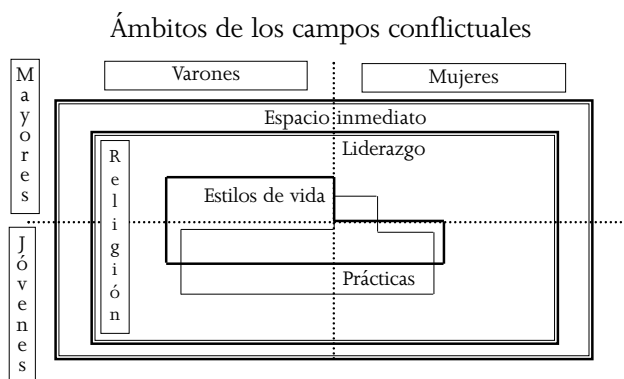 Ámbitos de los campos conflictuales
Varones
Mujeres
Mayores
Espacio inmediato
Liderazgo
Religión
Estilos de vida
Jóvenes
Prácticas